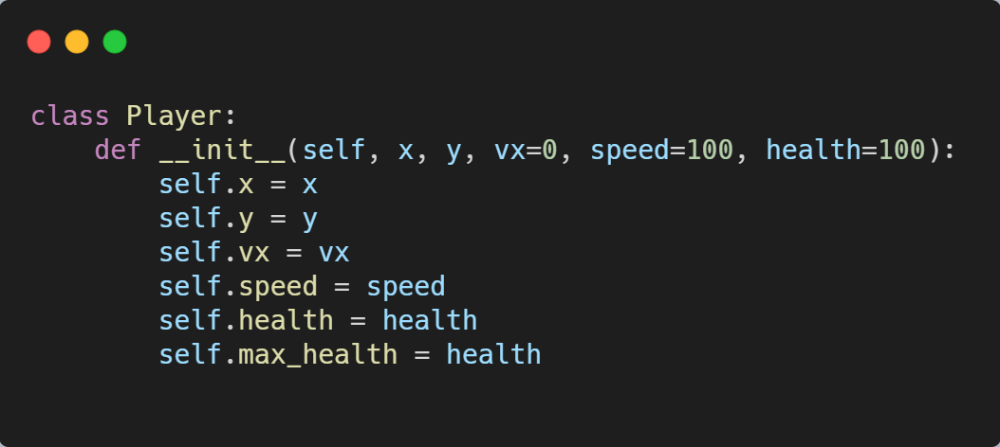 class Player:
    def __init__(self, x, y, vx=0, speed=100, health=100):
        self.x = x
        self.y = y
        self.vx = vx
        self.speed = speed
        self.health = health
        self.max_health = health